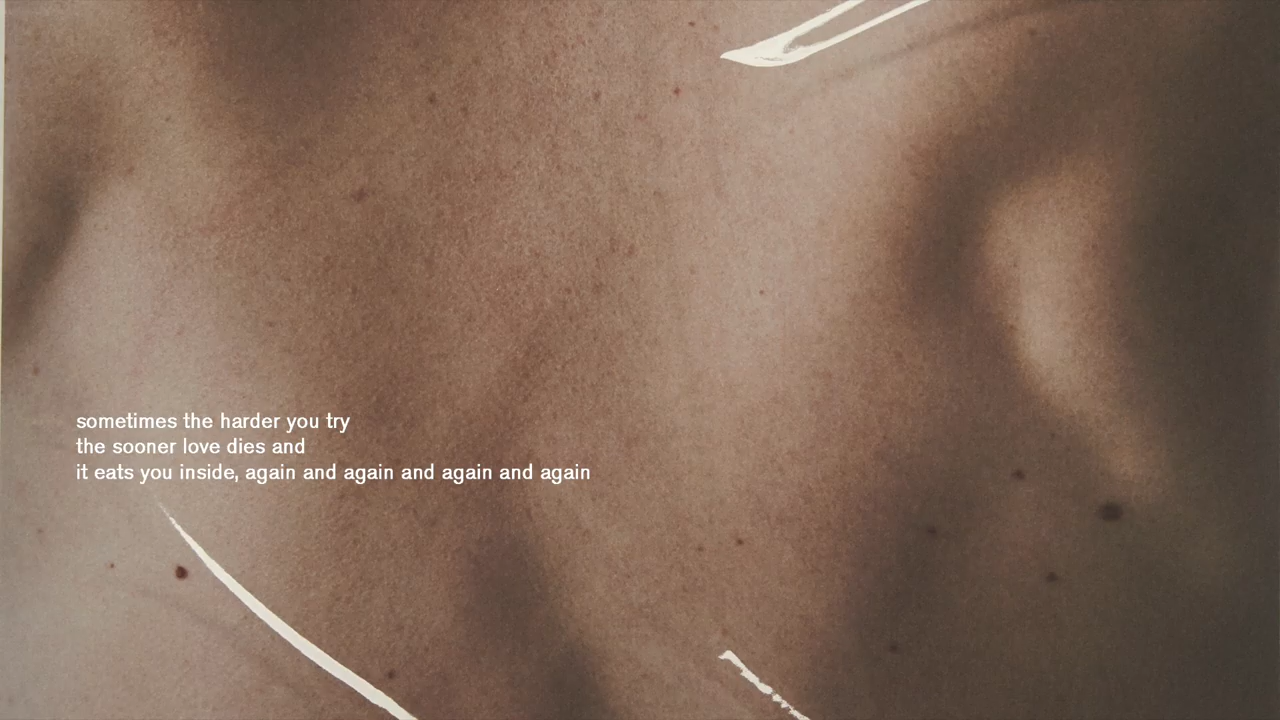 sometimes the harder you try
the sooner love dies and
it eats you inside, again and again and again and again